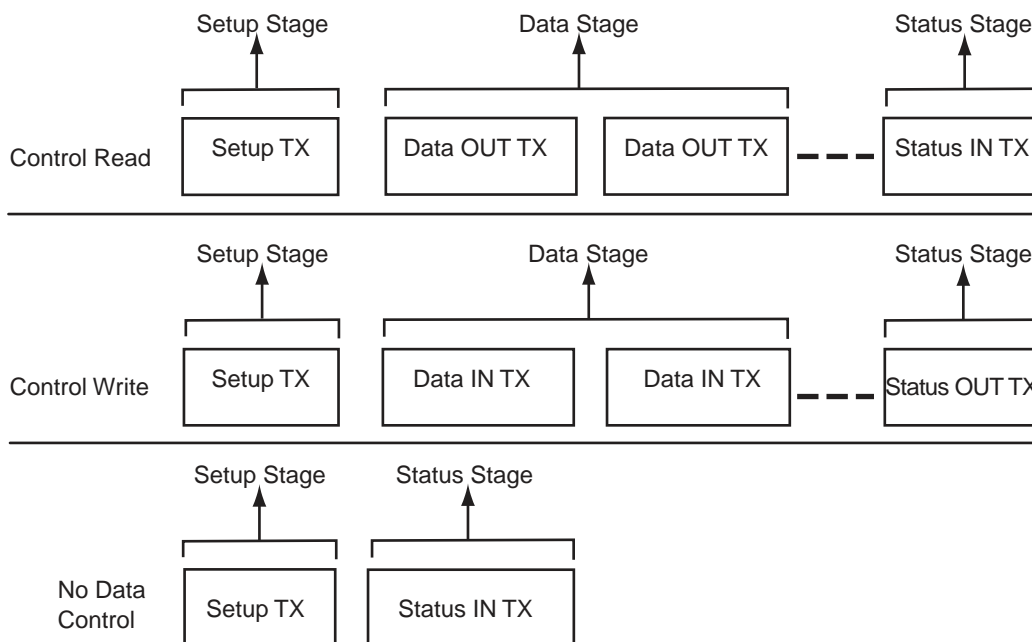 Setup Stage Data Stage Status Stage
Control Read Setup TX Data OUT TX Data OUT TX Status IN TX
Setup Stage Data Stage Status Stage
Control Write Setup TX Data IN TX Data IN TX Status OUT TX
Setup Stage Status Stage
No Data
Control Setup TX Status IN TX